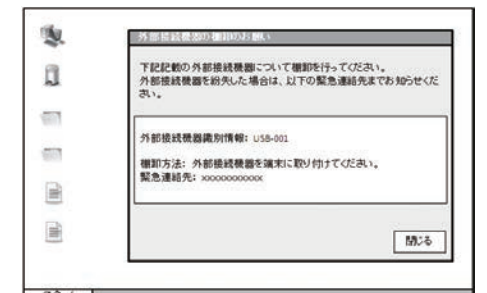 外部接続機器の棚卸のお願い
下記記載の外部接続機器について棚卸を行ってください。
外部接続機器を紛失した場合は、以下の緊急連絡先までお知らせくだ
さい。
外部接続機器識別情報: USB-001
棚卸方法: 外部接続機器を端末に取り付けてください。
緊急連絡先: xxxxxxxxxxx
閉じる